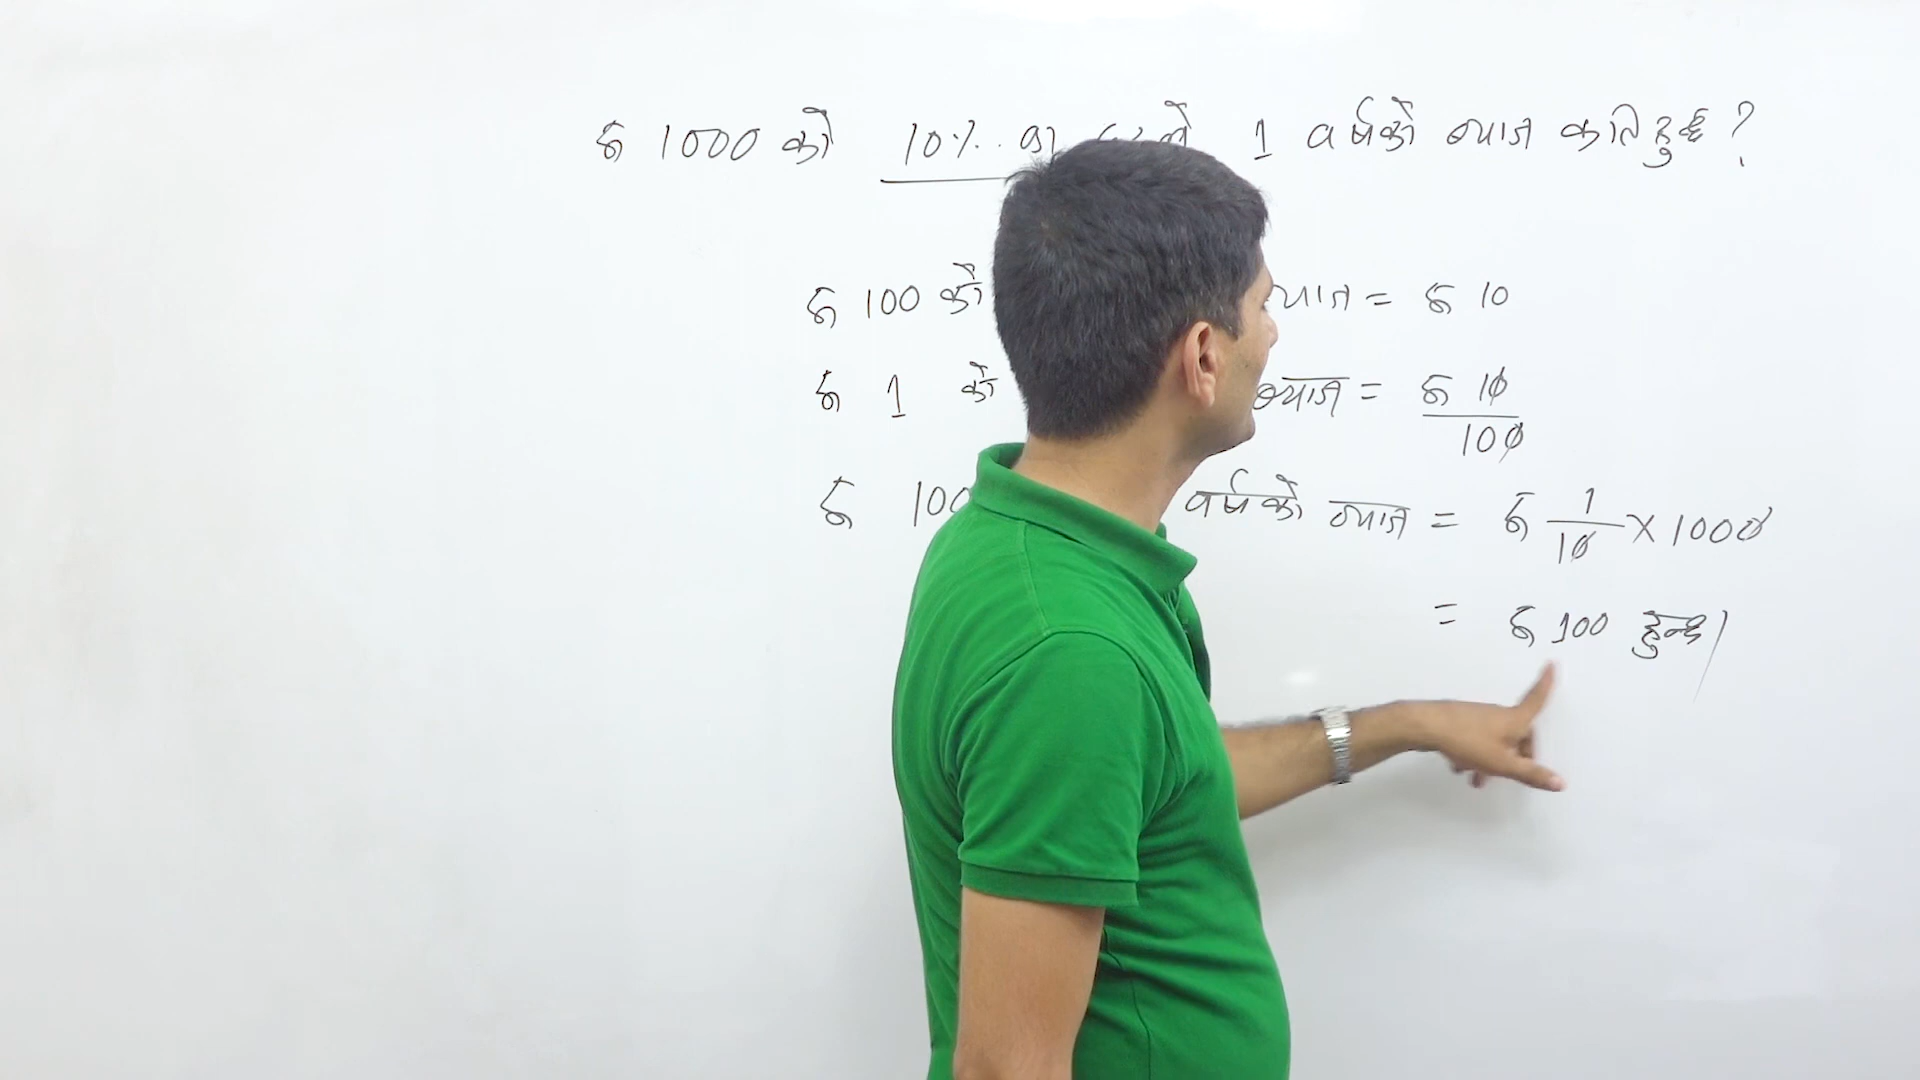 रु 1000 को 10% का 1 वर्षको ब्याज कति हुन्छ ?
रु 100 को ब्याज = रु 10
रु 1 को ब्याज = रु 10/100
रु 100 वर्षको ब्याज = रु 1/10 × 1000
= रु 100 हुन्छ।